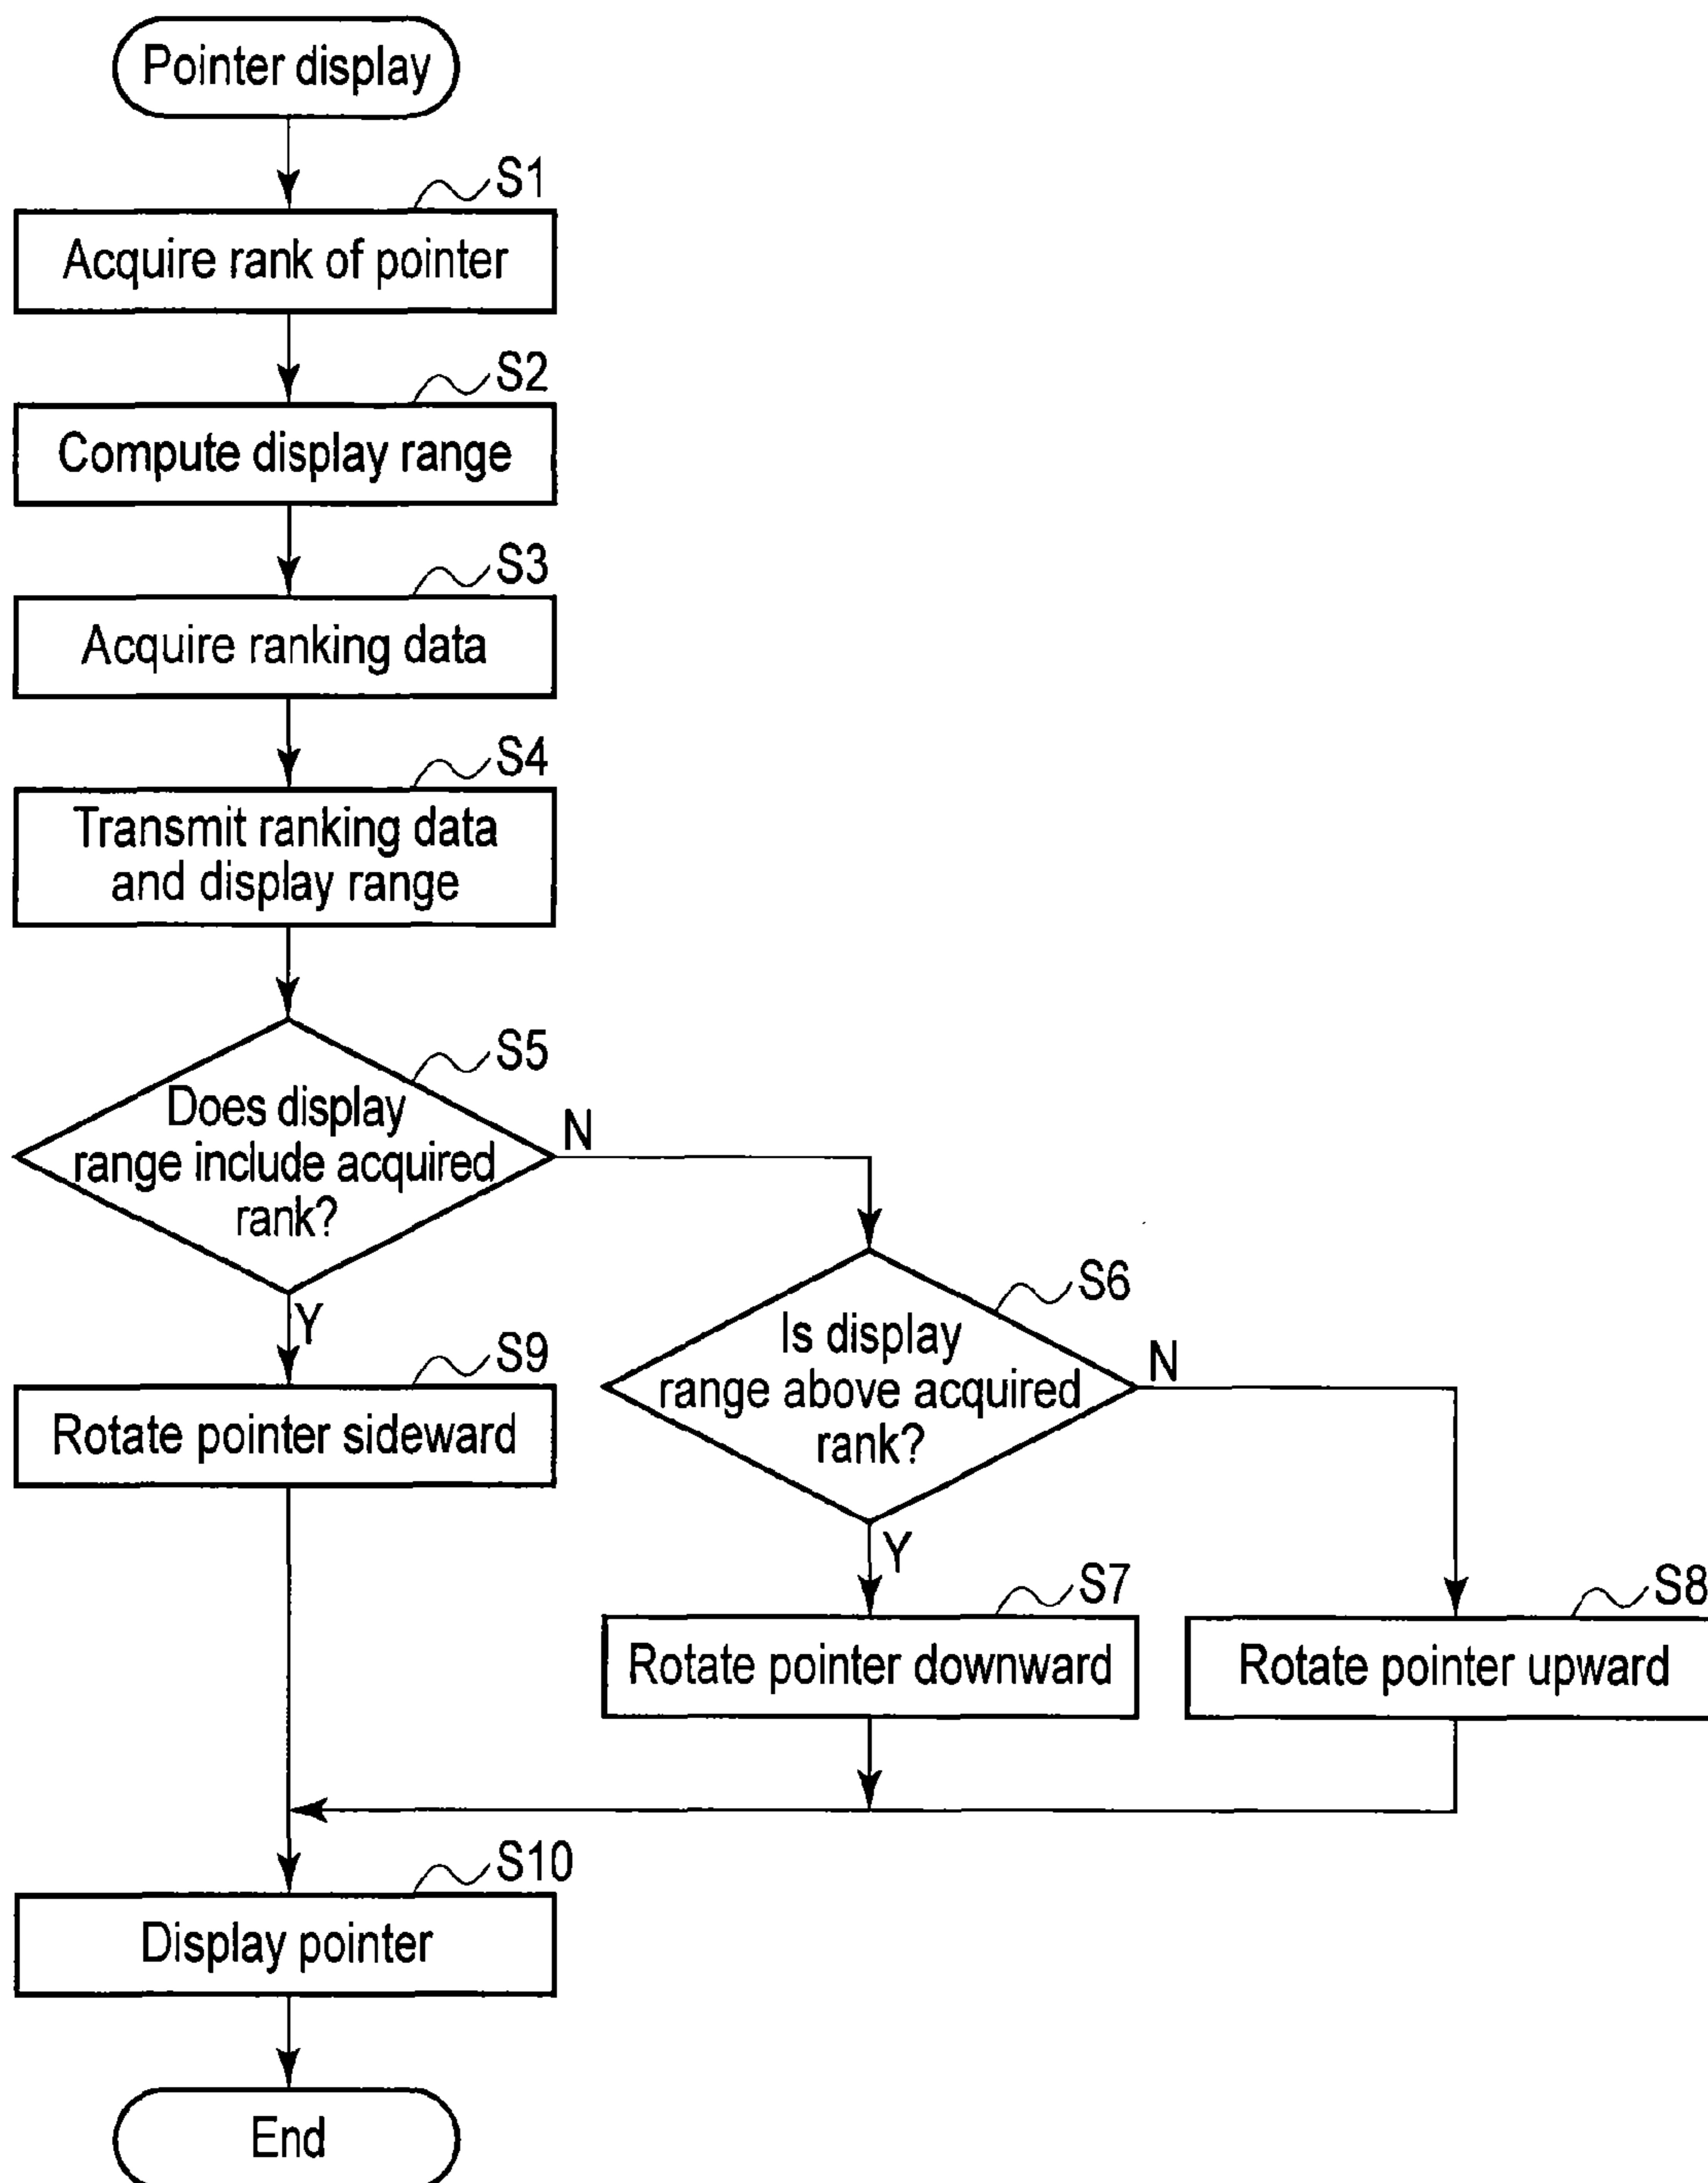 Pointer display
S1
Acquire rank of pointer
S2
Compute display range
S3
Acquire ranking data
S4
Transmit ranking data
and display range
S5
Does display
range include acquired
rank?
N
Y
S6
Is display
range above acquired
rank?
N
Y
S9
Rotate pointer sideward
S7
Rotate pointer downward
S8
Rotate pointer upward
S10
Display pointer
End